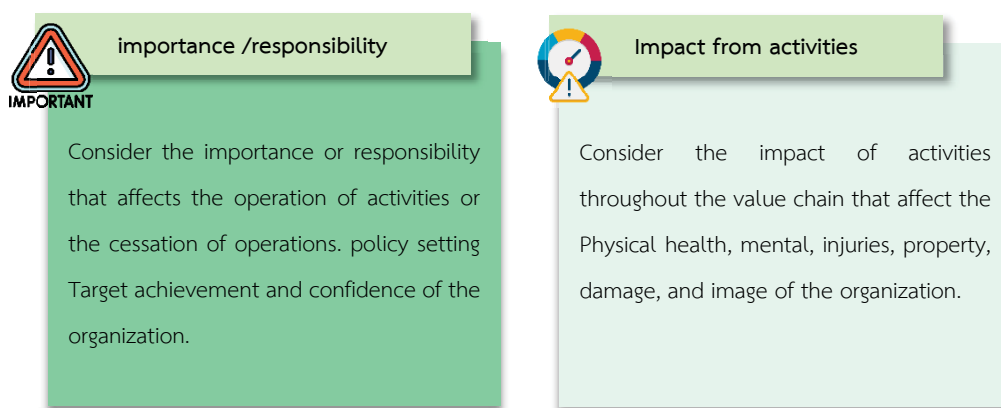 importance /responsibility
IMPORTANT
Consider the importance or responsibility
that affects the operation of activities or
the cessation of operations. policy setting
Target achievement and confidence of the
organization.
Impact from activities
Consider the impact of activities
throughout the value chain that affect the
Physical health, mental, injuries, property,
damage, and image of the organization.